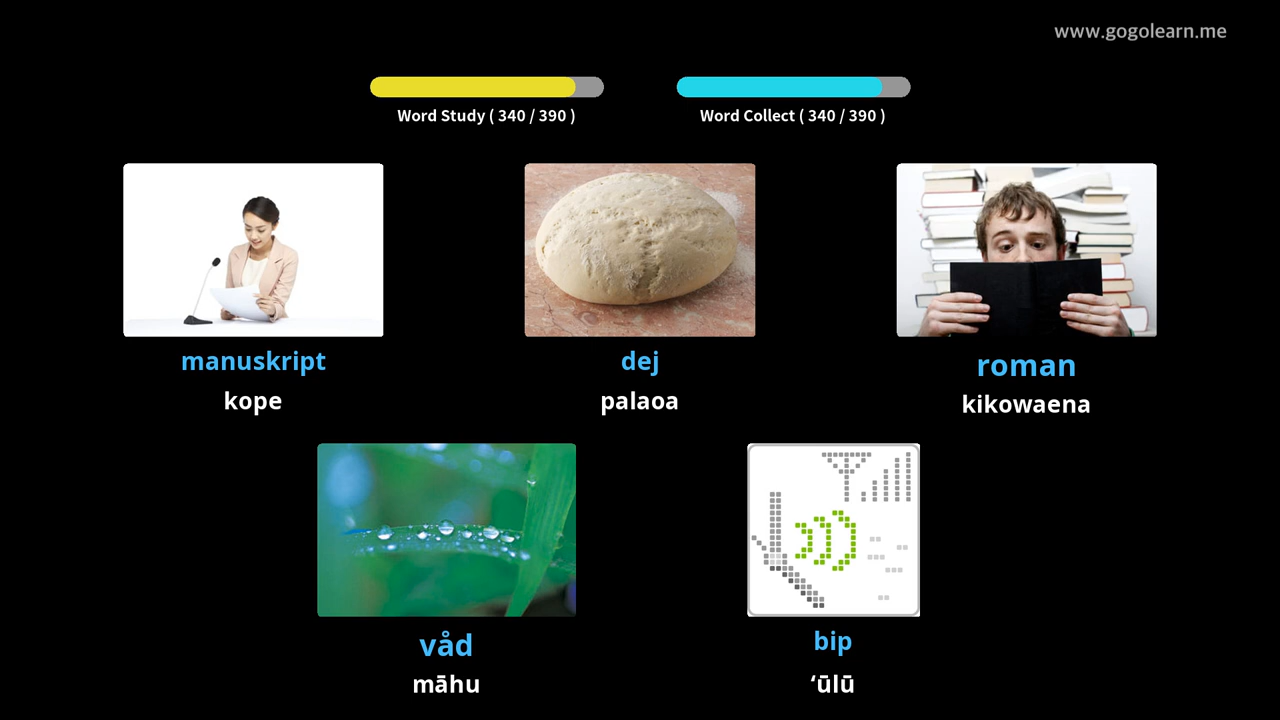 www.gogolearn.me
Word Study ( 340 / 390 )
Word Collect ( 340 / 390 )
manuskript
kope
dej
palaoa
roman
kikowaena
våd
māhu
bip
ʻūlū